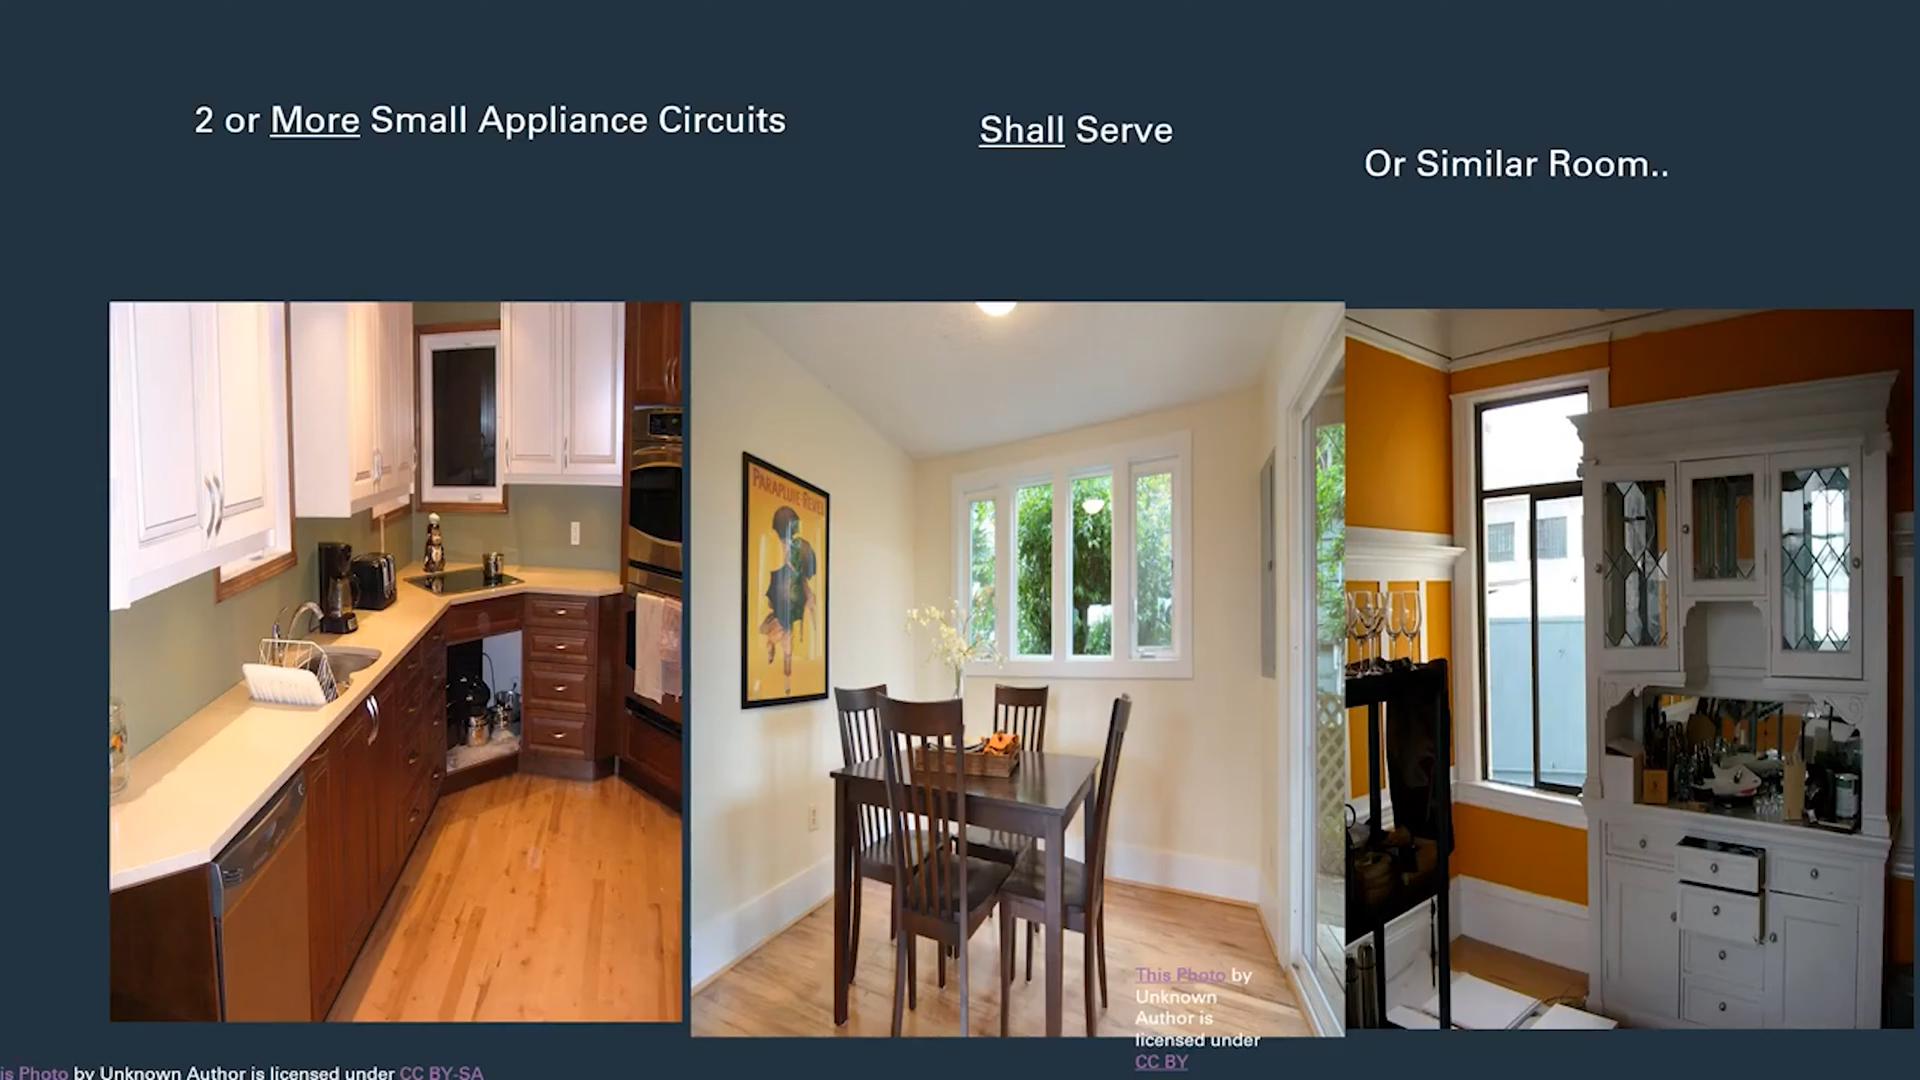 2 or More Small Appliance Circuits
Shall Serve
Or Similar Room..
PARAPLUIE-REVEL
This Photo by
Unknown
Author is
licensed under
CC BY
is Photo by Unknown Author is licensed under CC BY-SA